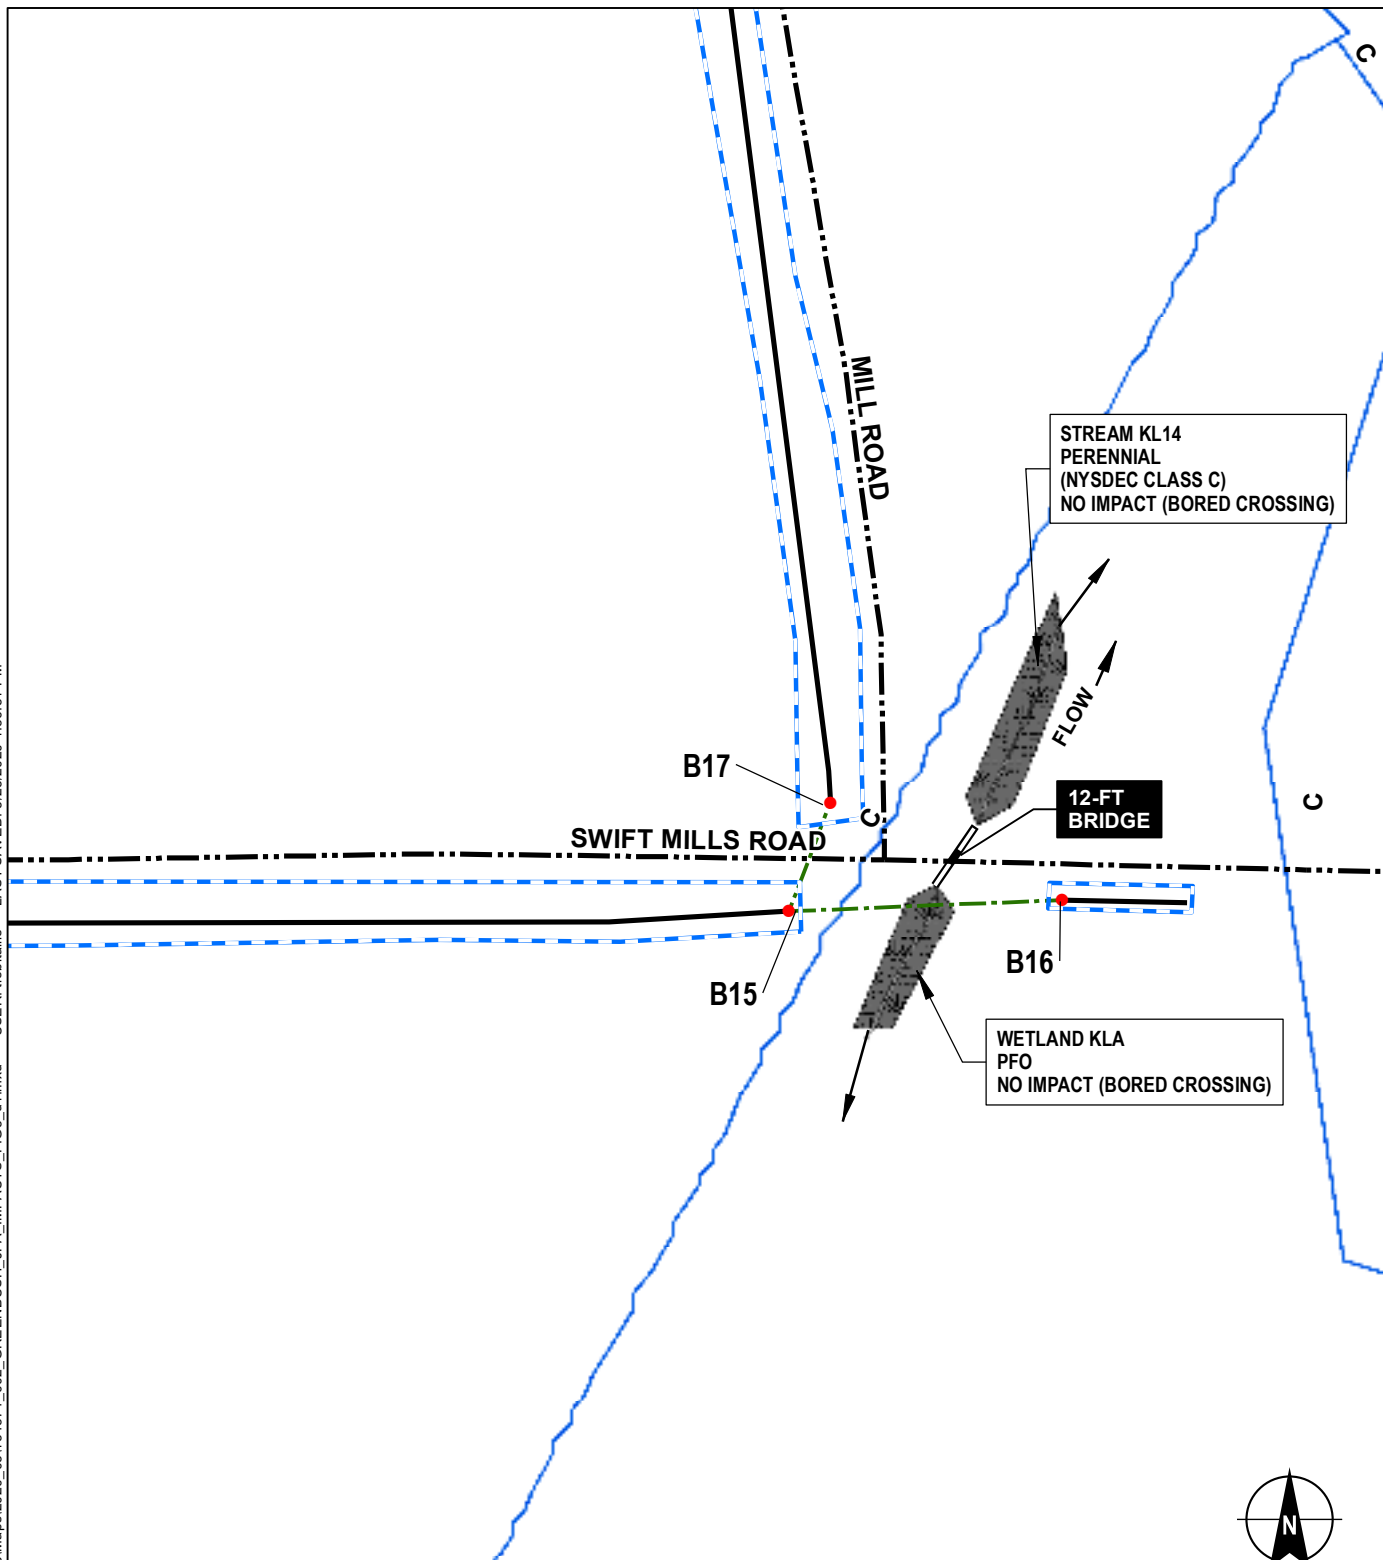 C
MILL ROAD
STREAM KL14
PERENNIAL
(NYSDEC CLASS C)
NO IMPACT (BORED CROSSING)
FLOW
B17
12-FT
BRIDGE
C
C
SWIFT MILLS ROAD
B16
B15
WETLAND KLA
PFO
NO IMPACT (BORED CROSSING)
N